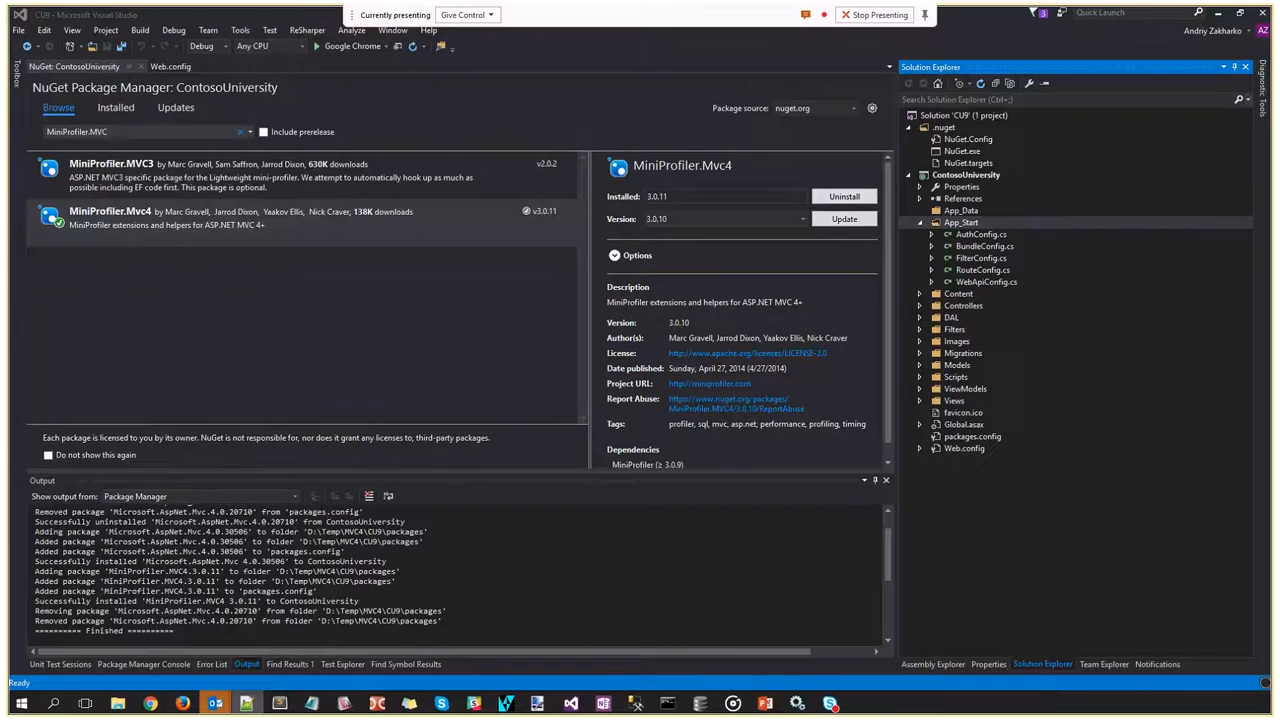 Currently presenting
Give Control
Stop Presenting
CU9 - Microsoft Visual Studio
3
Quick Launch
File Edit View Project Build Debug Team Tools Test ReSharper Analyze Window Help
Andriy Zakharko AZ
Debug Any CPU Google Chrome
Toolbox
NuGet: ContosoUniversity Web.config
NuGet Package Manager: ContosoUniversity
Browse Installed Updates
Package source: nuget.org
MiniProfiler.MVC
Include prerelease
MiniProfiler.MVC3 by Marc Gravell, Sam Saffron, Jarrod Dixon, 630K downloads v2.0.2
ASP.NET MVC3 specific package for the Lightweight mini-profiler. We attempt to automatically hook up as much as
possible including EF code first. This package is optional.
MiniProfiler.Mvc4 by Marc Gravell, Jarrod Dixon, Yaakov Ellis, Nick Craver, 138K downloads v3.0.11
MiniProfiler extensions and helpers for ASP.NET MVC 4+
Each package is licensed to you by its owner. NuGet is not responsible for, nor does it grant any licenses to, third-party packages.
Do not show this again
MiniProfiler.Mvc4
Installed: 3.0.11 Uninstall
Version: 3.0.10 Update
Options
Description
MiniProfiler extensions and helpers for ASP.NET MVC 4+
Version: 3.0.10
Author(s): Marc Gravell, Jarrod Dixon, Yaakov Ellis, Nick Craver
License: http://www.apache.org/licenses/LICENSE-2.0
Date published: Sunday, April 27, 2014 (4/27/2014)
Project URL: http://miniprofiler.com
Report Abuse: https://www.nuget.org/packages/
MiniProfiler.MVC4/3.0.10/ReportAbuse
Tags: profiler, sql, mvc, asp.net, performance, profiling, timing
Dependencies
MiniProfiler (≥ 3.0.9)
Output
Show output from: Package Manager
Removed package 'Microsoft.AspNet.Mvc.4.0.20710' from 'packages.config'
Successfully uninstalled 'Microsoft.AspNet.Mvc.4.0.20710' from ContosoUniversity
Adding package 'Microsoft.AspNet.Mvc.4.0.30506' to folder 'D:\Temp\MVC4\CU9\packages'
Added package 'Microsoft.AspNet.Mvc.4.0.30506' to folder 'D:\Temp\MVC4\CU9\packages'
Added package 'Microsoft.AspNet.Mvc.4.0.30506' to 'packages.config'
Successfully installed 'Microsoft.AspNet.Mvc 4.0.30506' to ContosoUniversity
Adding package 'MiniProfiler.MVC4.3.0.11' to folder 'D:\Temp\MVC4\CU9\packages'
Added package 'MiniProfiler.MVC4.3.0.11' to folder 'D:\Temp\MVC4\CU9\packages'
Added package 'MiniProfiler.MVC4.3.0.11' to 'packages.config'
Successfully installed 'MiniProfiler.MVC4 3.0.11' to ContosoUniversity
Removing package 'Microsoft.AspNet.Mvc.4.0.20710' from folder 'D:\Temp\MVC4\CU9\packages'
Removed package 'Microsoft.AspNet.Mvc.4.0.20710' from folder 'D:\Temp\MVC4\CU9\packages'
========== Finished ==========
Unit Test Sessions Package Manager Console Error List Output Find Results 1 Test Explorer Find Symbol Results
Solution Explorer
Search Solution Explorer (Ctrl+;)
Solution 'CU9' (1 project)
.nuget
NuGet.Config
NuGet.exe
NuGet.targets
ContosoUniversity
Properties
References
App_Data
App_Start
AuthConfig.cs
BundleConfig.cs
FilterConfig.cs
RouteConfig.cs
WebApiConfig.cs
Content
Controllers
DAL
Filters
Images
Migrations
Models
Scripts
ViewModels
Views
favicon.ico
Global.asax
packages.config
Web.config
Assembly Explorer Properties Solution Explorer Team Explorer Notifications
Diagnostic Tools
Ready